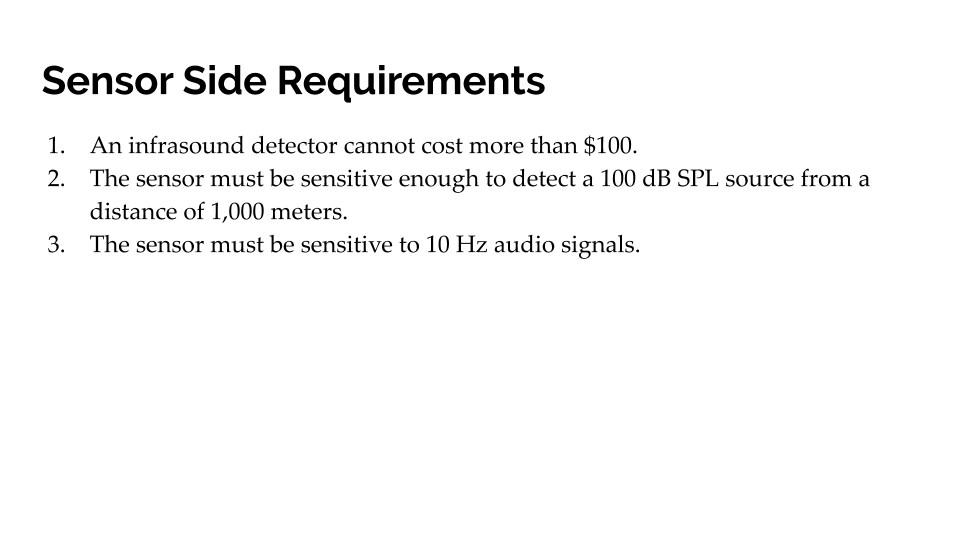 Sensor Side Requirements
1. An infrasound detector cannot cost more than $100.
2. The sensor must be sensitive enough to detect a 100 dB SPL source from a
distance of 1,000 meters.
3. The sensor must be sensitive to 10 Hz audio signals.